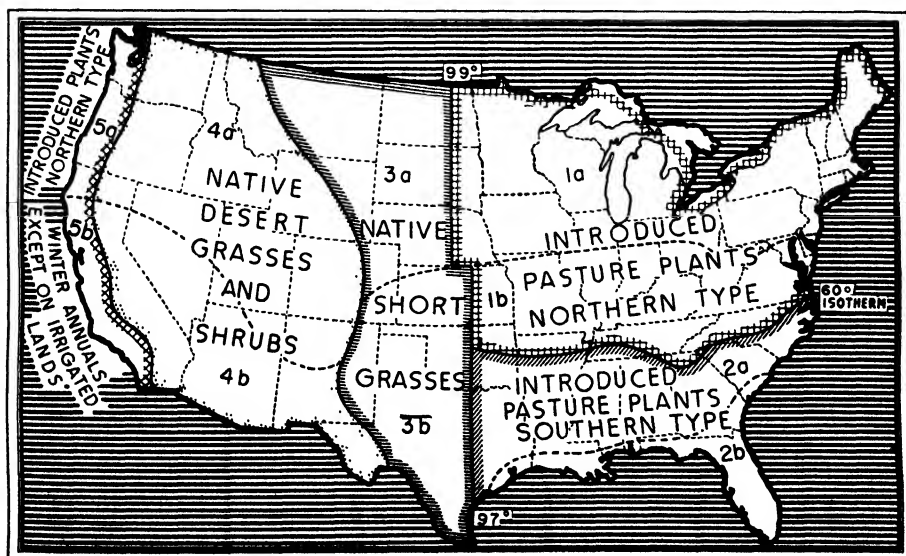 INTRODUCED PLANTS
NORTHERN TYPE
5a
5b
WINTER ANNUALS
EXCEPT ON IRRIGATED
LANDS
4a
NATIVE
DESERT
GRASSES
AND
SHRUBS
4b
99°
3a
NATIVE
SHORT
GRASSES
3b
97°
1a
INTRODUCED
PASTURE PLANTS
1b
NORTHERN TYPE
60°
ISOTHERM
2a
INTRODUCED
PASTURE PLANTS
SOUTHERN TYPE
2b